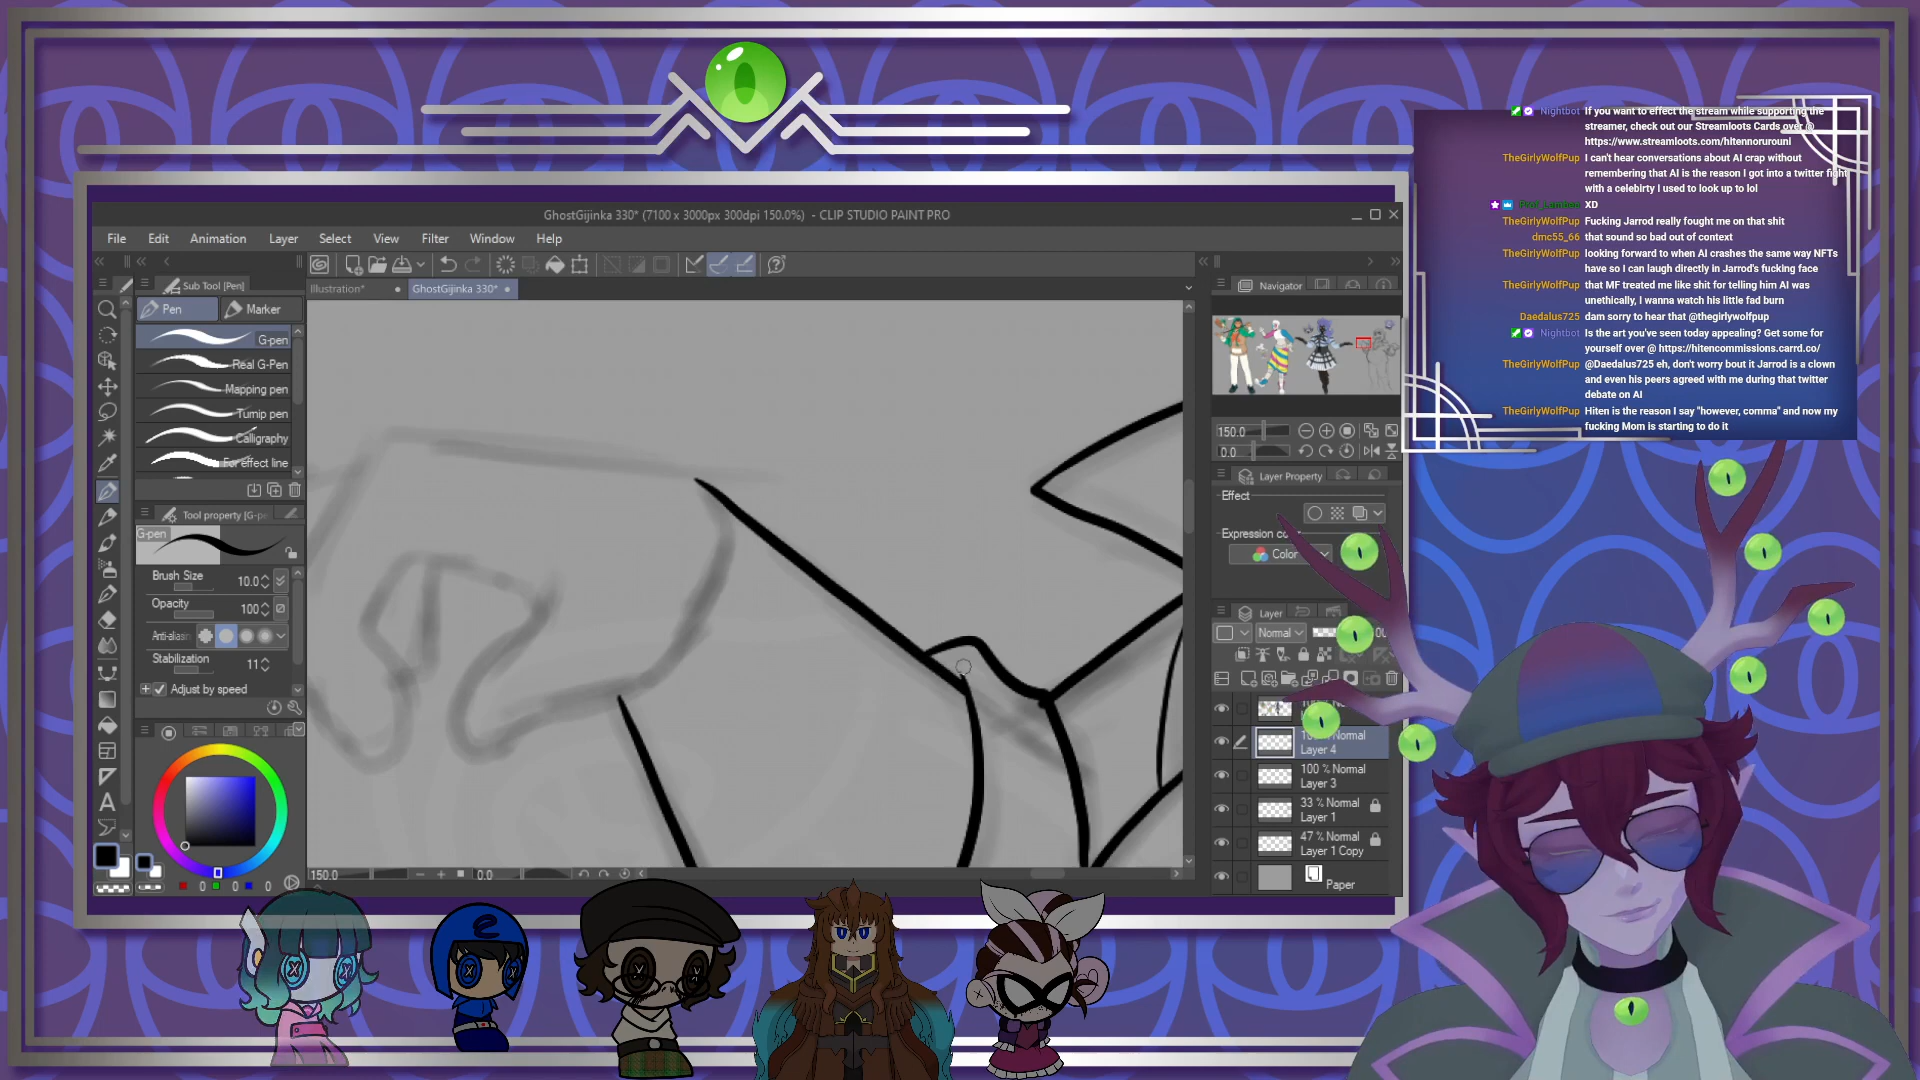 GhostGijinka 330* (7100 x 3000px 300dpi 150.0%) - CLIP STUDIO PAINT PRO
File Edit Animation Layer Select View Filter Window Help
Sub Tool [Pen]
Illustration*
GhostGijinka 330*
Pen
Marker
G-pen
Real G-Pen
Mapping pen
Turnip pen
Calligraphy
For effect line
Tool property [G-pe
G-pen
Brush Size 10.0
Opacity 100
Anti-aliasin
Stabilization 11
Adjust by speed
0 0 0
150.0 0.0
Navigator
150.0
0.0
Layer Property
Effect
Expression co
Color
Layer
Normal
Normal
Layer 4
100 % Normal
Layer 3
33 % Normal
Layer 1
47 % Normal
Layer 1 Copy
Paper
Nightbot If you want to effect the stream while supporting the
streamer, check out our Streamloots Cards over @
https://www.streamloots.com/hitennorurouni
TheGirlyWolfPup I can't hear conversations about AI crap without
remembering that AI is the reason I got into a twitter fight
with a celebirty I used to look up to lol
XD
TheGirlyWolfPup Fucking Jarrod really fought me on that shit
dmc55_66 that sound so bad out of context
TheGirlyWolfPup looking forward to when AI crashes the same way NFTs
have so I can laugh directly in Jarrod's fucking face
TheGirlyWolfPup that MF treated me like shit for telling him AI was
unethically, I wanna watch his little fad burn
Daedalus725 dam sorry to hear that @thegirlywolfpup
Nightbot Is the art you've seen today appealing? Get some for
yourself over @ https://hitencommissions.carrd.co/
TheGirlyWolfPup @Daedalus725 eh, don't worry bout it Jarrod is a clown
and even his peers agreed with me during that twitter
debate on AI
TheGirlyWolfPup Hiten is the reason I say "however, comma" and now my
fucking Mom is starting to do it